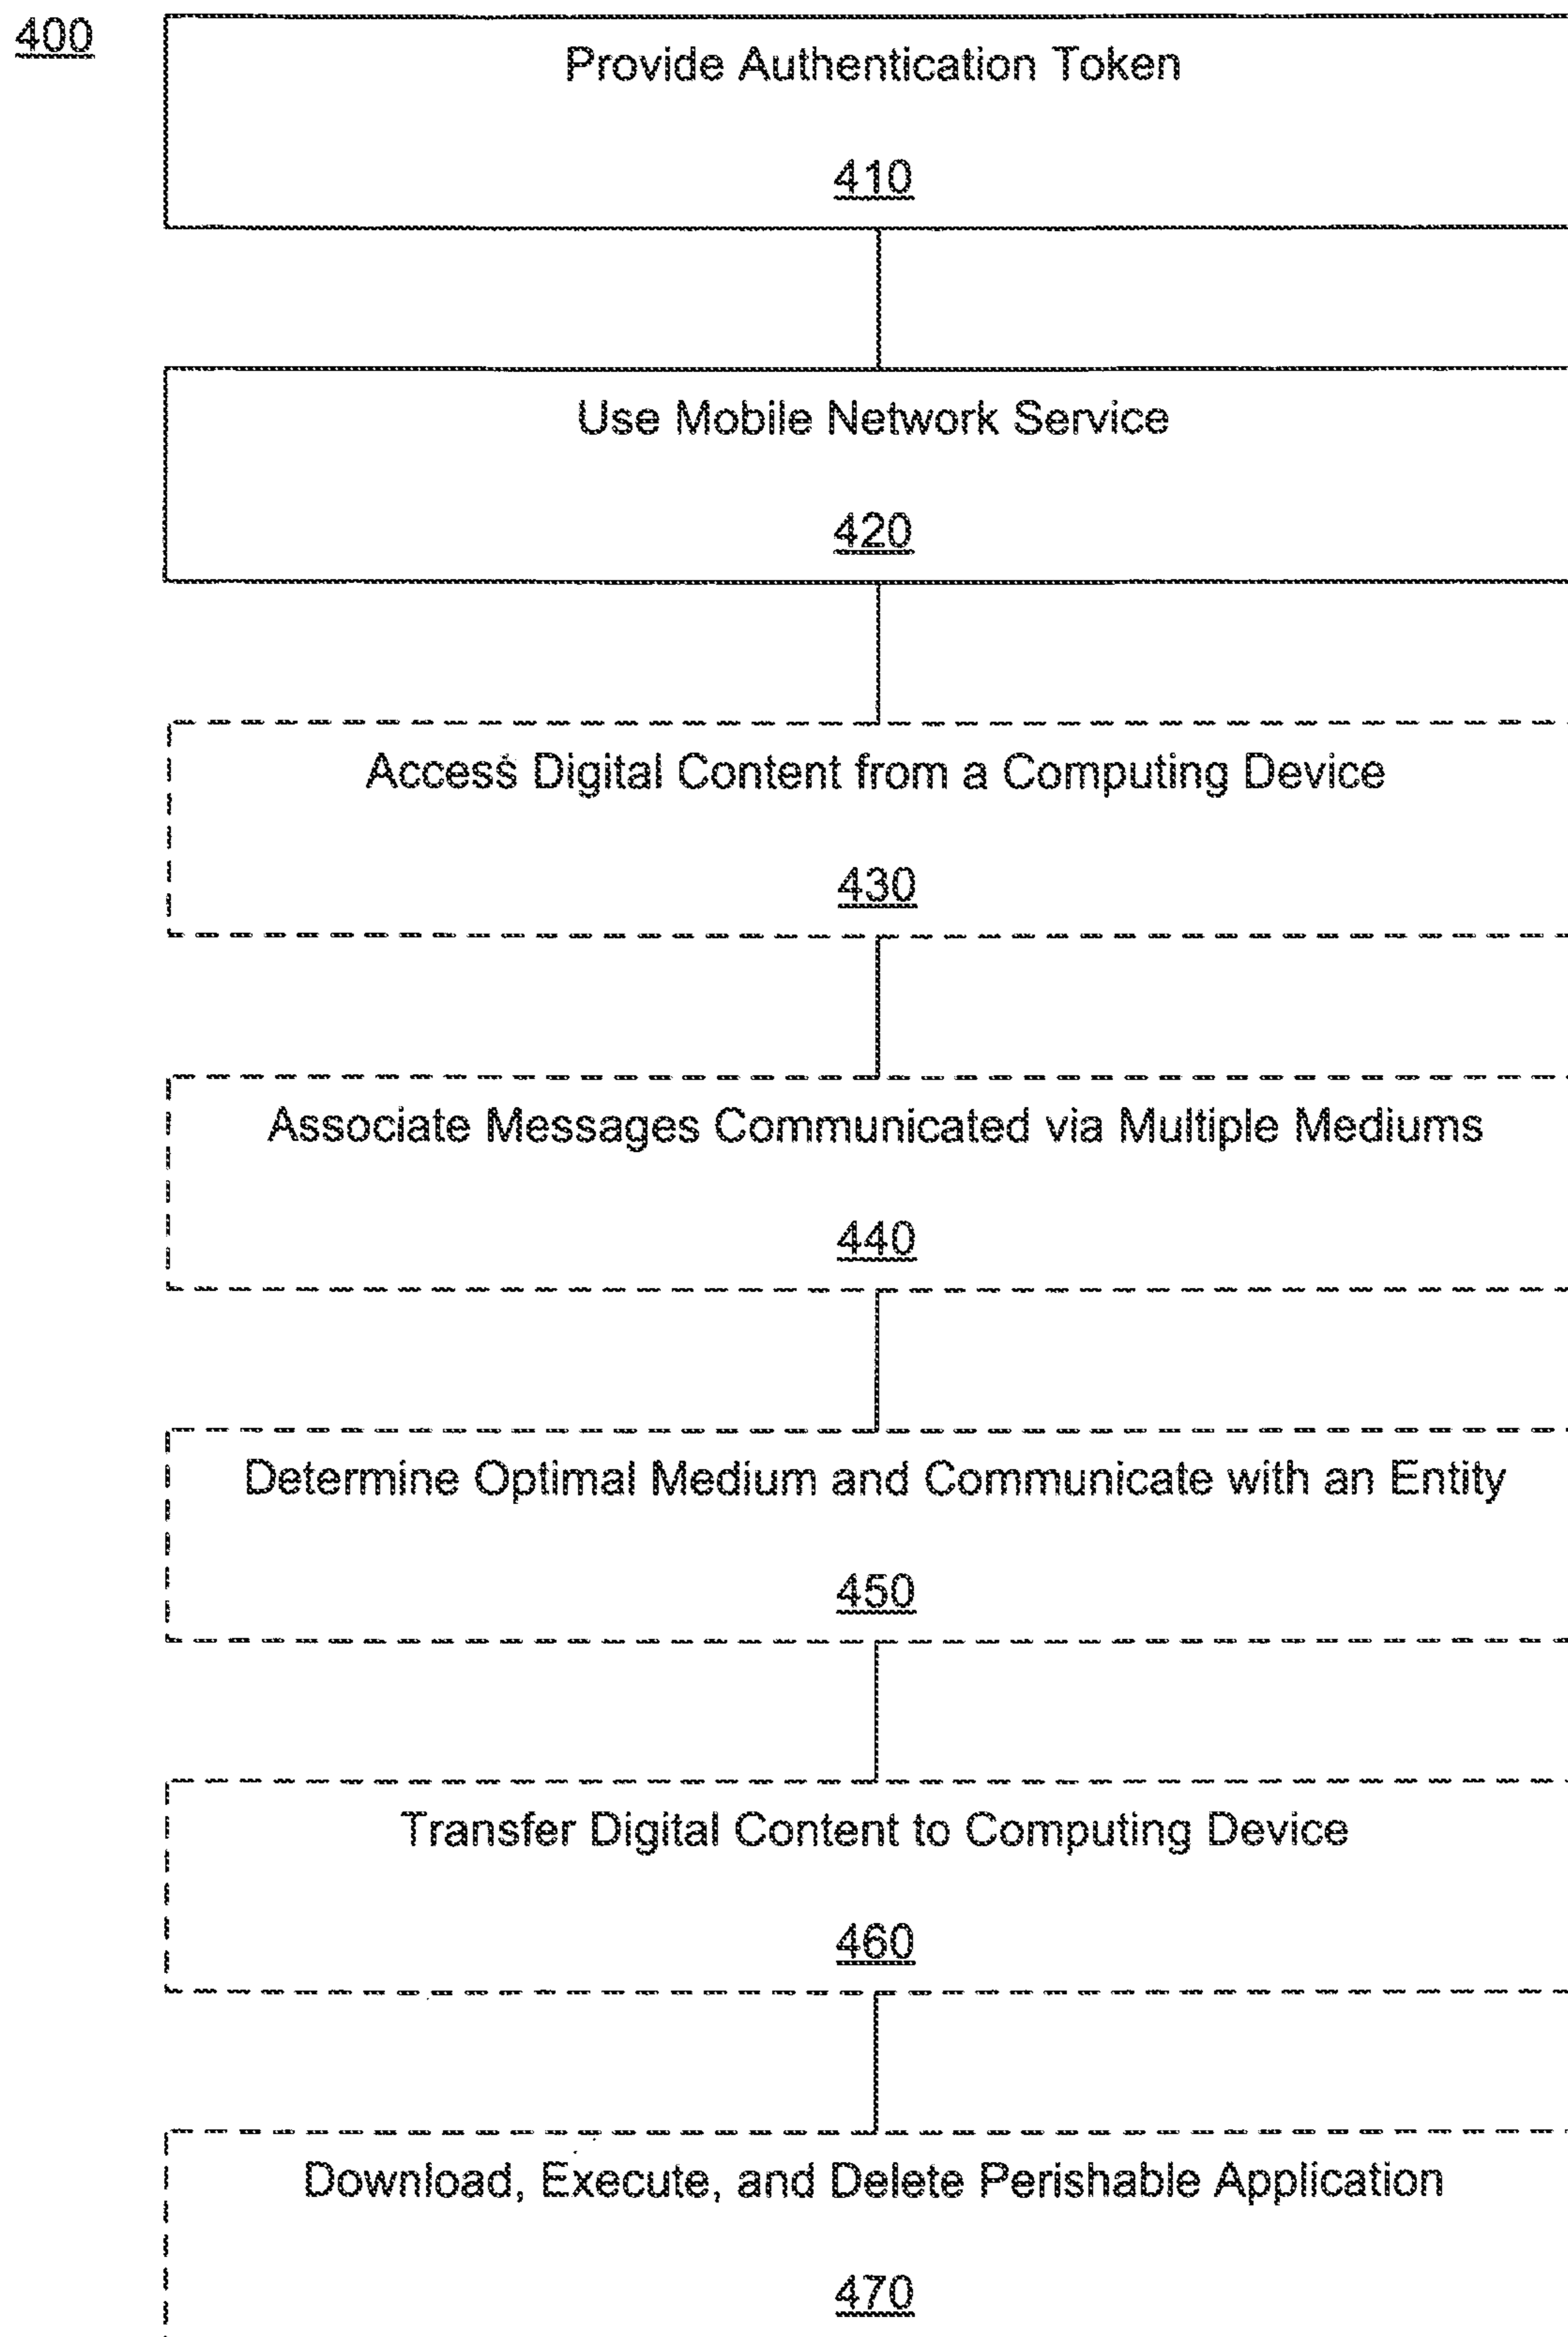 400
Provide Authentication Token
410
Use Mobile Network Service
420
Access Digital Content from a Computing Device
430
Associate Messages Communicated via Multiple Mediums
440
Determine Optimal Medium and Communicate with an Entity
450
Transfer Digital Content to Computing Device
460
Download, Execute, and Delete Perishable Application
470